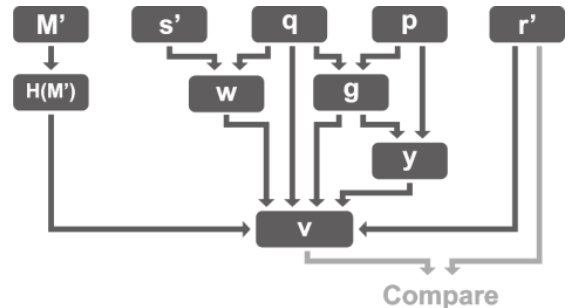 M' s' q p r'
H(M') w g
y
v
Compare